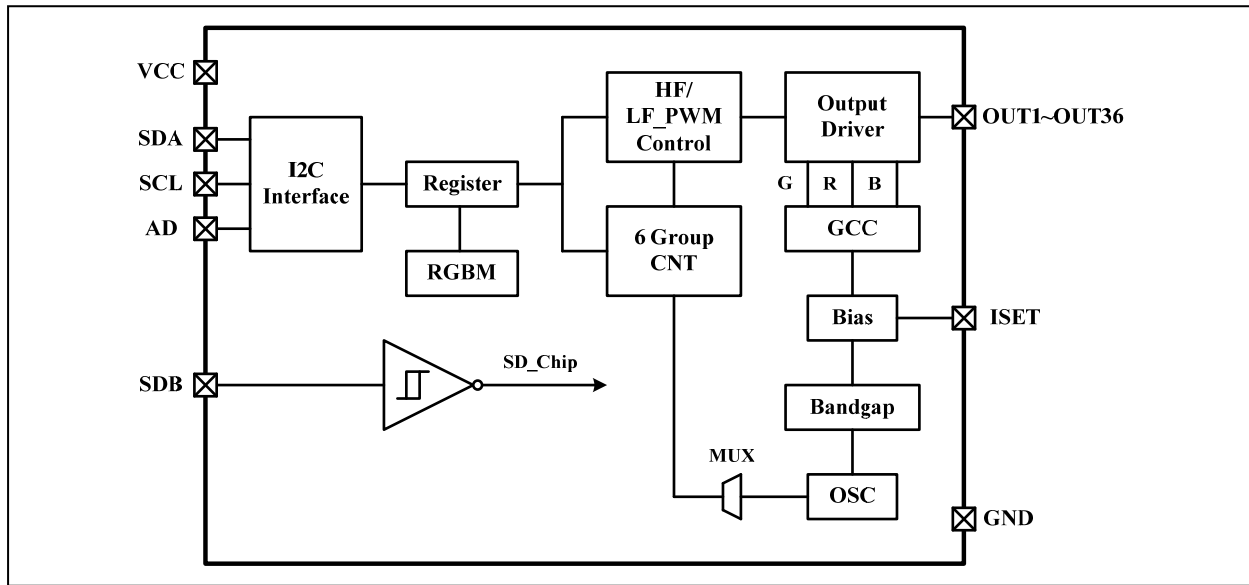 VCC
SDA
SCL
AD
I2C
Interface
Register
RGBM
HF/
LF_PWM
Control
6 Group
CNT
Output
Driver
OUT1~OUT36
G R B
GCC
Bias
ISET
SDB
SD_Chip
Bandgap
MUX
OSC
GND